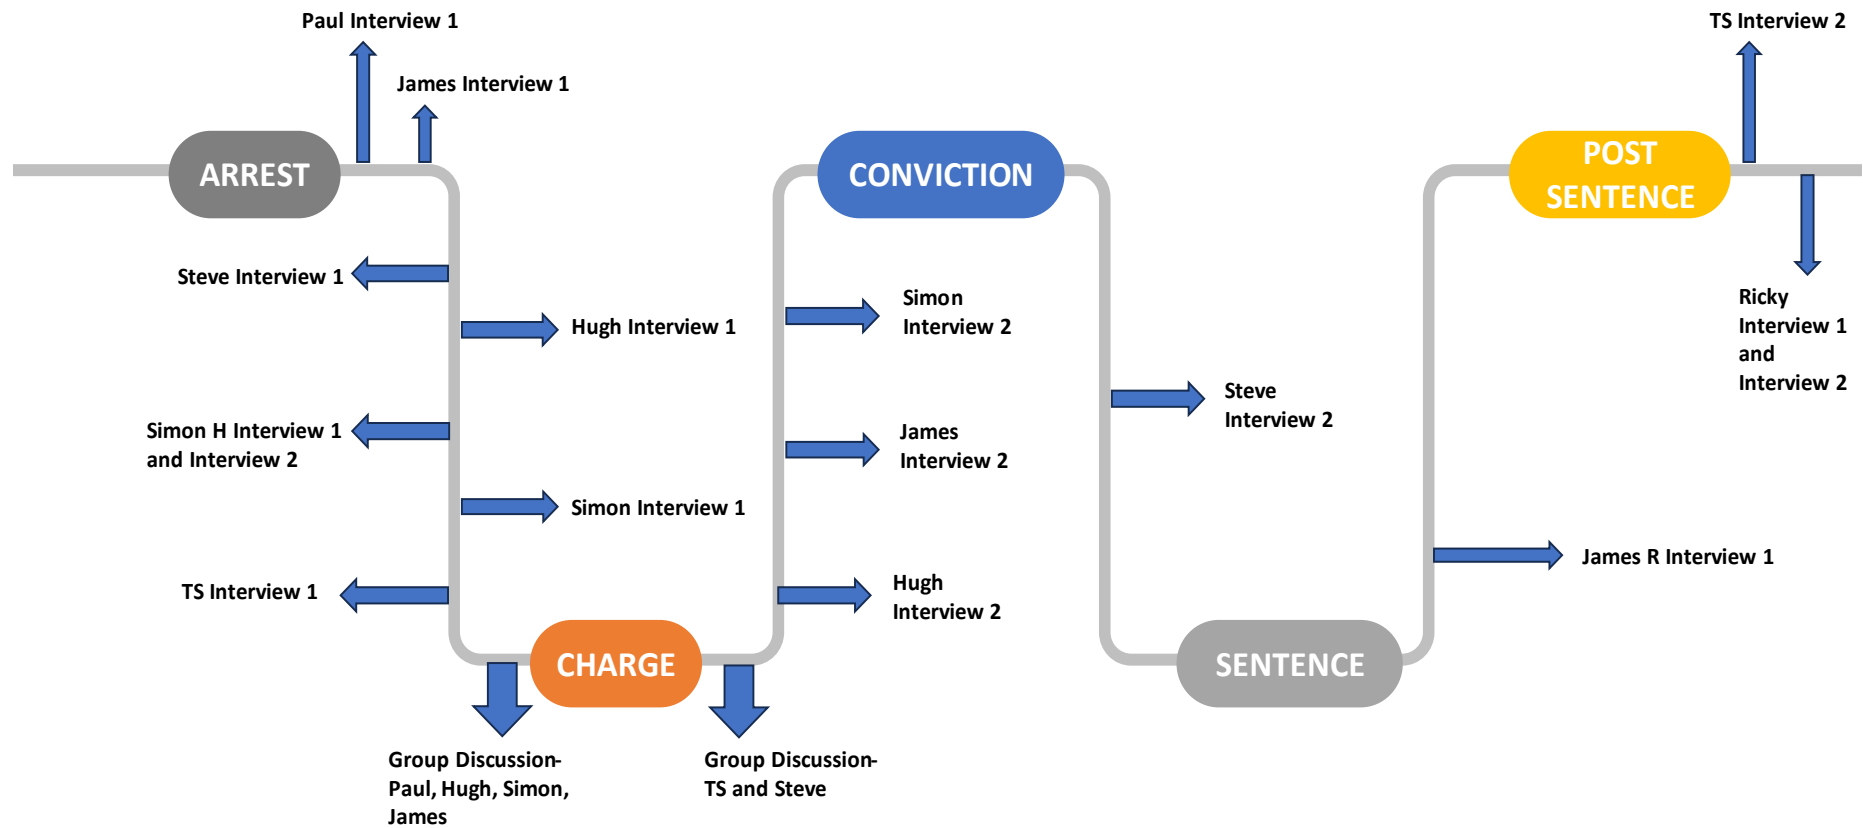 Paul Interview 1
TS Interview 2
James Interview 1
ARREST
CONVICTION
POST
SENTENCE
Steve Interview 1
Hugh Interview 1
Simon
Interview 2
Ricky
Interview 1
and
Interview 2
Steve
Interview 2
Simon H Interview 1
and Interview 2
James
Interview 2
Simon Interview 1
James R Interview 1
TS Interview 1
Hugh
Interview 2
CHARGE
SENTENCE
Group Discussion-
Paul, Hugh, Simon,
James
Group Discussion-
TS and Steve